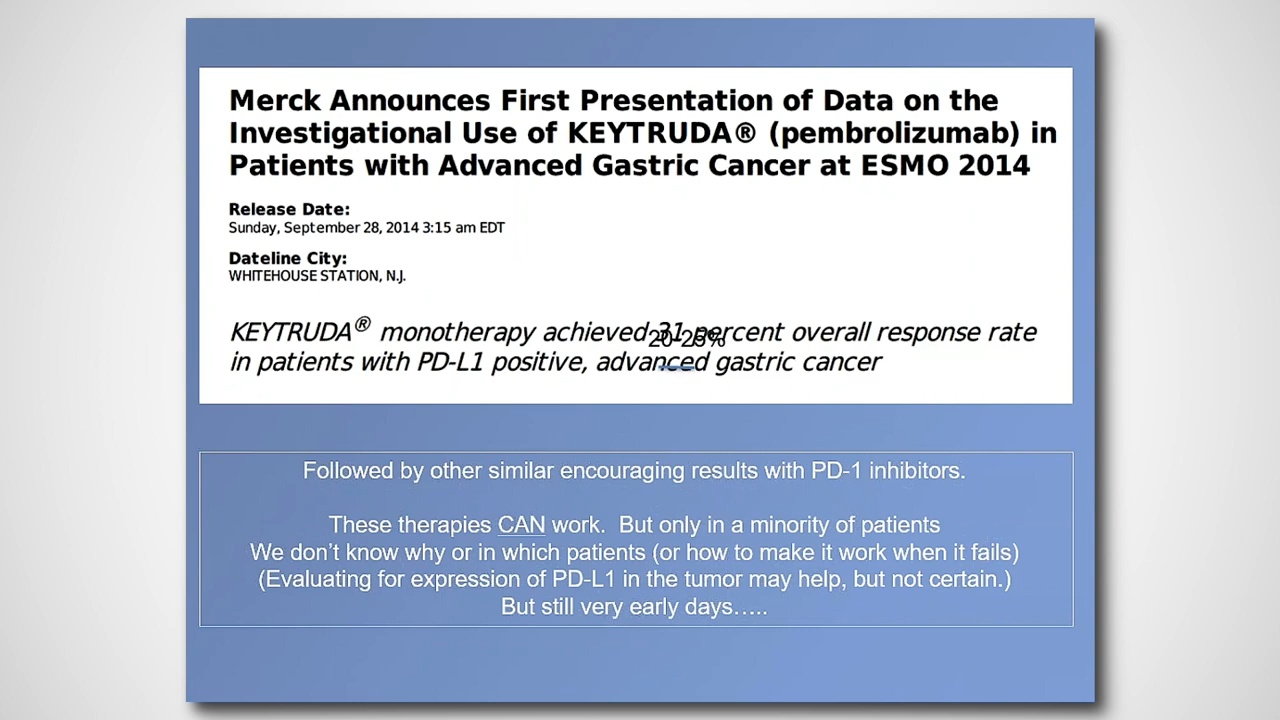 Merck Announces First Presentation of Data on the
Investigational Use of KEYTRUDA® (pembrolizumab) in
Patients with Advanced Gastric Cancer at ESMO 2014
Release Date:
Sunday, September 28, 2014 3:15 am EDT
Dateline City:
WHITEHOUSE STATION, N.J.
KEYTRUDA® monotherapy achieved 31 percent overall response rate
20-25%
in patients with PD-L1 positive, advanced gastric cancer
Followed by other similar encouraging results with PD-1 inhibitors.
These therapies CAN work. But only in a minority of patients
We don't know why or in which patients (or how to make it work when it fails)
(Evaluating for expression of PD-L1 in the tumor may help, but not certain.)
But still very early days…..